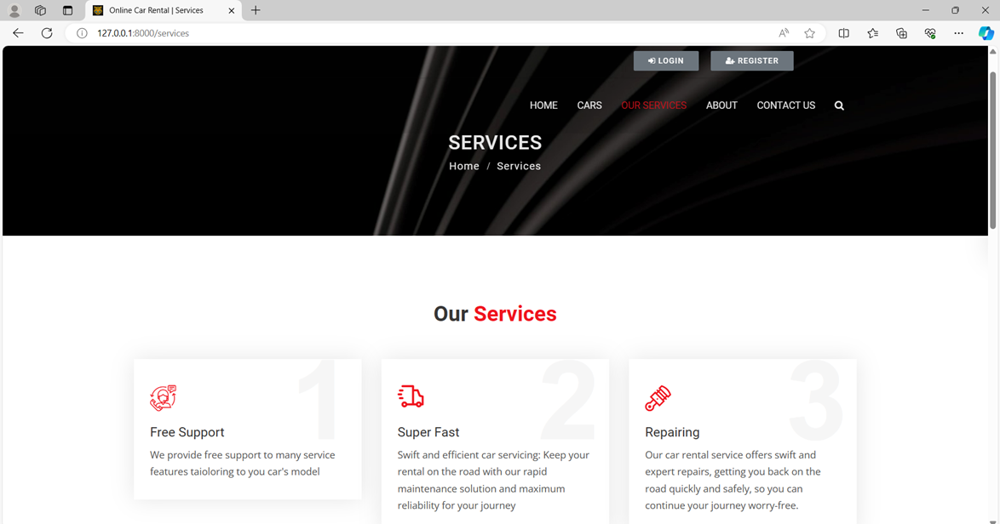 Online Car Rental | Services
127.0.0.1:8000/services
LOGIN
REGISTER
HOME CARS OUR SERVICES ABOUT CONTACT US
SERVICES
Home / Services
Our Services
1
Free Support
We provide free support to many service
features taioloring to you car's model
2
Super Fast
Swift and efficient car servicing: Keep your
rental on the road with our rapid
maintenance solution and maximum
reliability for your journey
3
Repairing
Our car rental service offers swift and
expert repairs, getting you back on the
road quickly and safely, so you can
continue your journey worry-free.